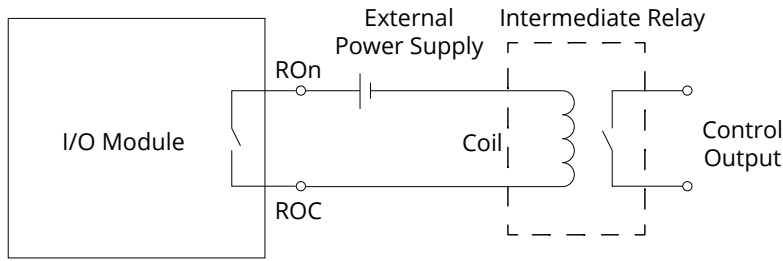 External
Power Supply
Intermediate Relay
ROn
I/O Module
Coil
Control
Output
ROC